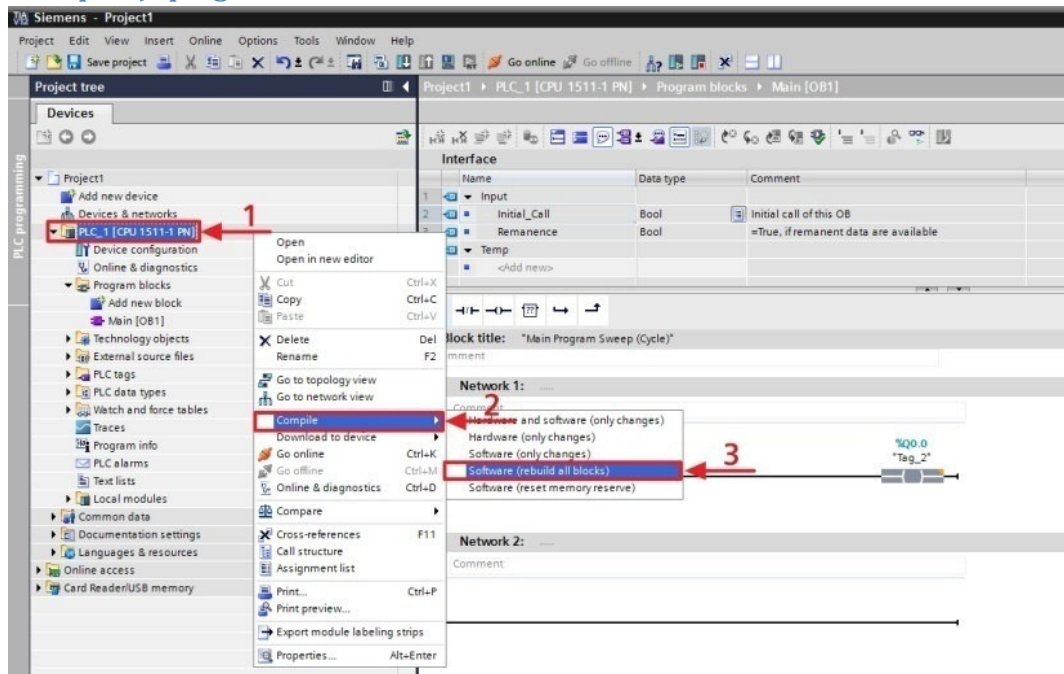 Siemens - Project1
Project Edit View Insert Online Options Tools Window Help
Save project Go online Go offline
Project tree
Project1 ▸ PLC_1 [CPU 1511-1 PN] ▸ Program blocks ▸ Main [OB1]
Devices
PLC programming
Project1
Add new device
Devices & networks
PLC_1 [CPU 1511-1 PN]
Device configuration
Online & diagnostics
Program blocks
Add new block
Main [OB1]
Technology objects
External source files
PLC tags
PLC data types
Watch and force tables
Traces
Program info
PLC alarms
Text lists
Local modules
Common data
Documentation settings
Languages & resources
Online access
Card Reader/USB memory
1
Open
Open in new editor
Cut Ctrl+X
Copy Ctrl+C
Paste Ctrl+V
Delete Del
Rename F2
Go to topology view
Go to network view
Compile
Download to device
Go online Ctrl+K
Go offline Ctrl+M
Online & diagnostics Ctrl+D
Compare
Cross-references F11
Call structure
Assignment list
Print... Ctrl+P
Print preview...
Export module labeling strips
Properties... Alt+Enter
2
Hardware and software (only changes)
Hardware (only changes)
Software (only changes)
Software (rebuild all blocks)
Software (reset memory reserve)
3
Interface
Name Data type Comment
1 Input
2 Initial_Call Bool Initial call of this OB
Remanence Bool =True, if remanent data are available
Temp
<Add new>
Block title: "Main Program Sweep (Cycle)"
mment
Network 1: .....
Comment
%Q0.0
"Tag_2"
Network 2: .....
Comment